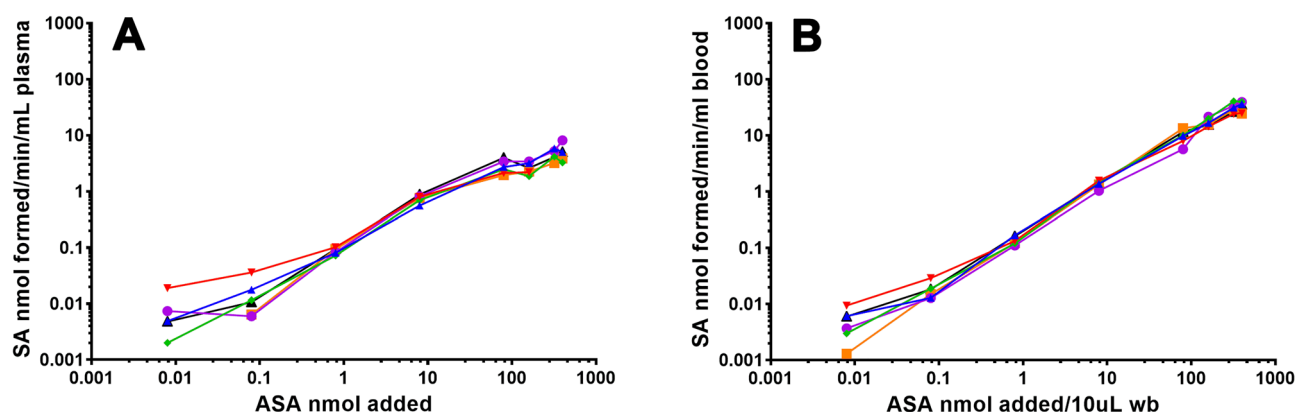 A
SA nmol formed/min/mL plasma
1000
100
10
1
0.1
0.01
0.001
0.001 0.01 0.1 1 10 100 1000
ASA nmol added
B
SA nmol formed/min/ml blood
1000
100
10
1
0.1
0.01
0.001
0.001 0.01 0.1 1 10 100 1000
ASA nmol added/10uL wb